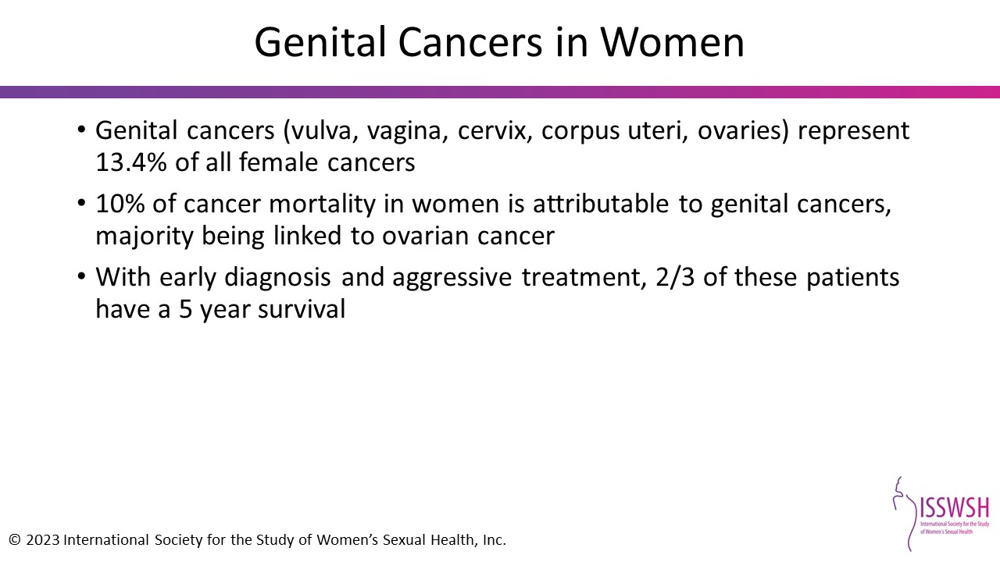 Genital Cancers in Women
• Genital cancers (vulva, vagina, cervix, corpus uteri, ovaries) represent
13.4% of all female cancers
• 10% of cancer mortality in women is attributable to genital cancers,
majority being linked to ovarian cancer
• With early diagnosis and aggressive treatment, 2/3 of these patients
have a 5 year survival
ISSWSH
International Society for the Study
of Women's Sexual Health
© 2023 International Society for the Study of Women’s Sexual Health, Inc.